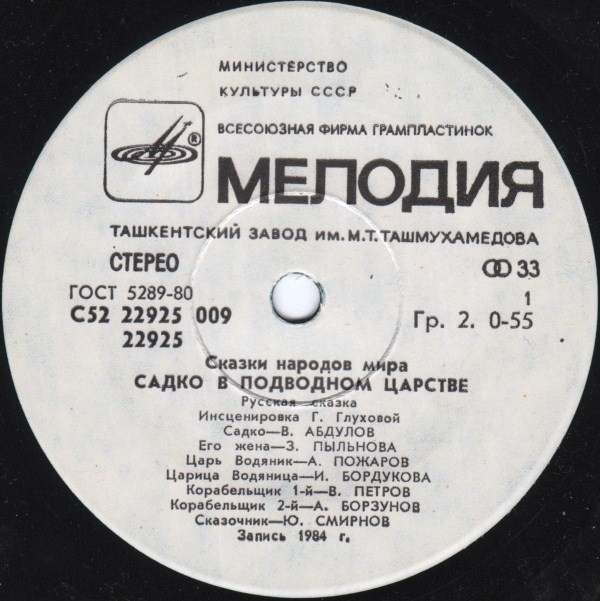 МИНИСТЕРСТВО
КУЛЬТУРЫ СССР
ВСЕСОЮЗНАЯ ФИРМА ГРАМПЛАСТИНОК
®
МЕЛОДИЯ
ТАШКЕНТСКИЙ ЗАВОД ИМ. М.Т. ТАШМУХАМЕДОВА
СТЕРЕО
33
ГОСТ 5289-80
1
С52 22925 009
Гр. 2. 0-55
22925
Сказки народов мира
САДКО В ПОДВОДНОМ ЦАРСТВЕ
Русская сказка
Инсценировка Г. Глуховой
Садко—В. АБДУЛОВ
Его жена—З. ПЫЛЬНОВА
Царь Водяник—А. ПОЖАРОВ
Царица Водяница—И. БОРДУКОВА
Корабельщик 1-й—В. ПЕТРОВ
Корабельщик 2-й—А. БОРЗУНОВ
Сказочник—Ю. СМИРНОВ
Запись 1984 г.